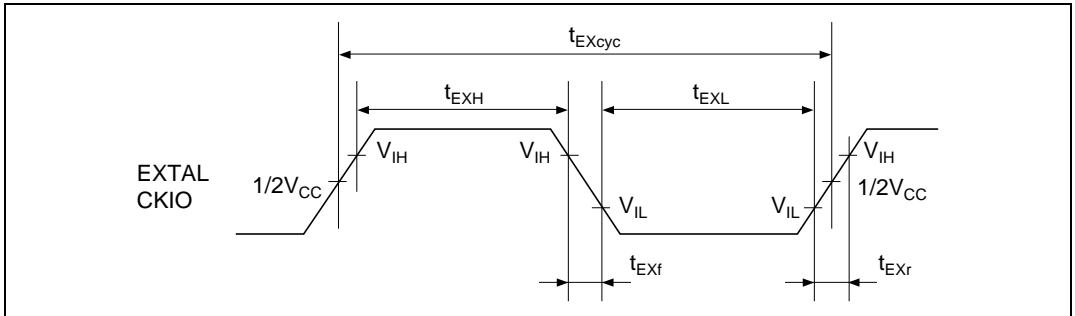 tEXcyc
tEXH
tEXL
VIH
VIH
VIH
EXTAL
CKIO
1/2VCC
1/2VCC
VIL
VIL
tEXf
tEXr